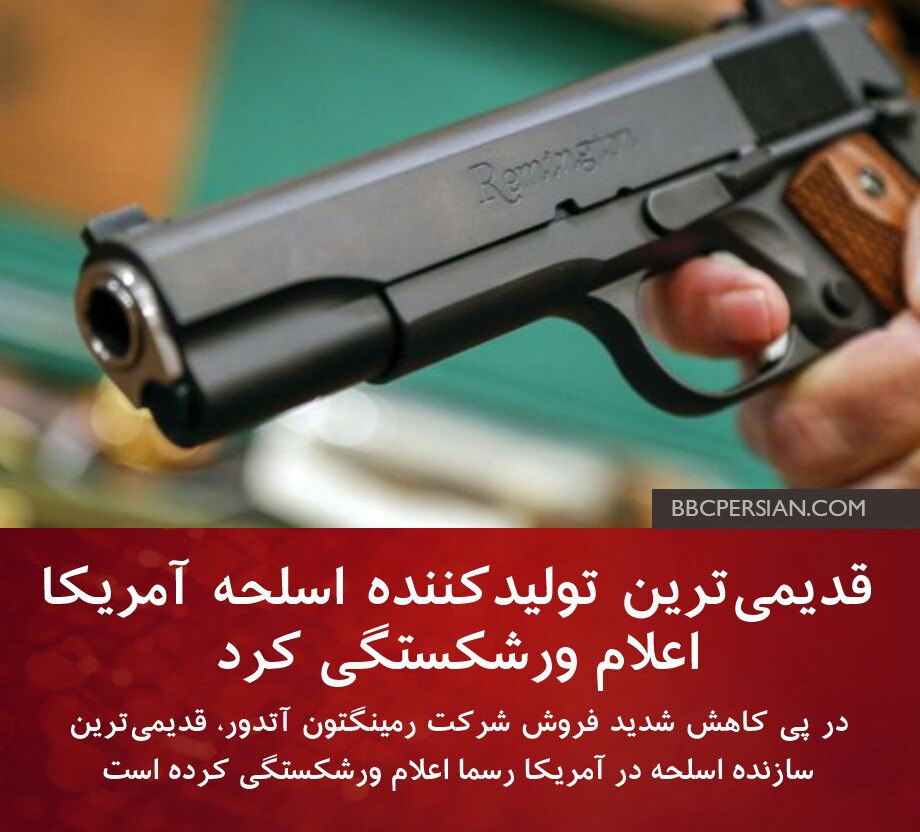 Remington
BBCPERSIAN.COM
قدیمی‌ترین تولیدکننده اسلحه آمریکا
اعلام ورشکستگی کرد
در پی کاهش شدید فروش شرکت رمینگتون آتدور، قدیمی‌ترین
سازنده اسلحه در آمریکا رسما اعلام ورشکستگی کرده است